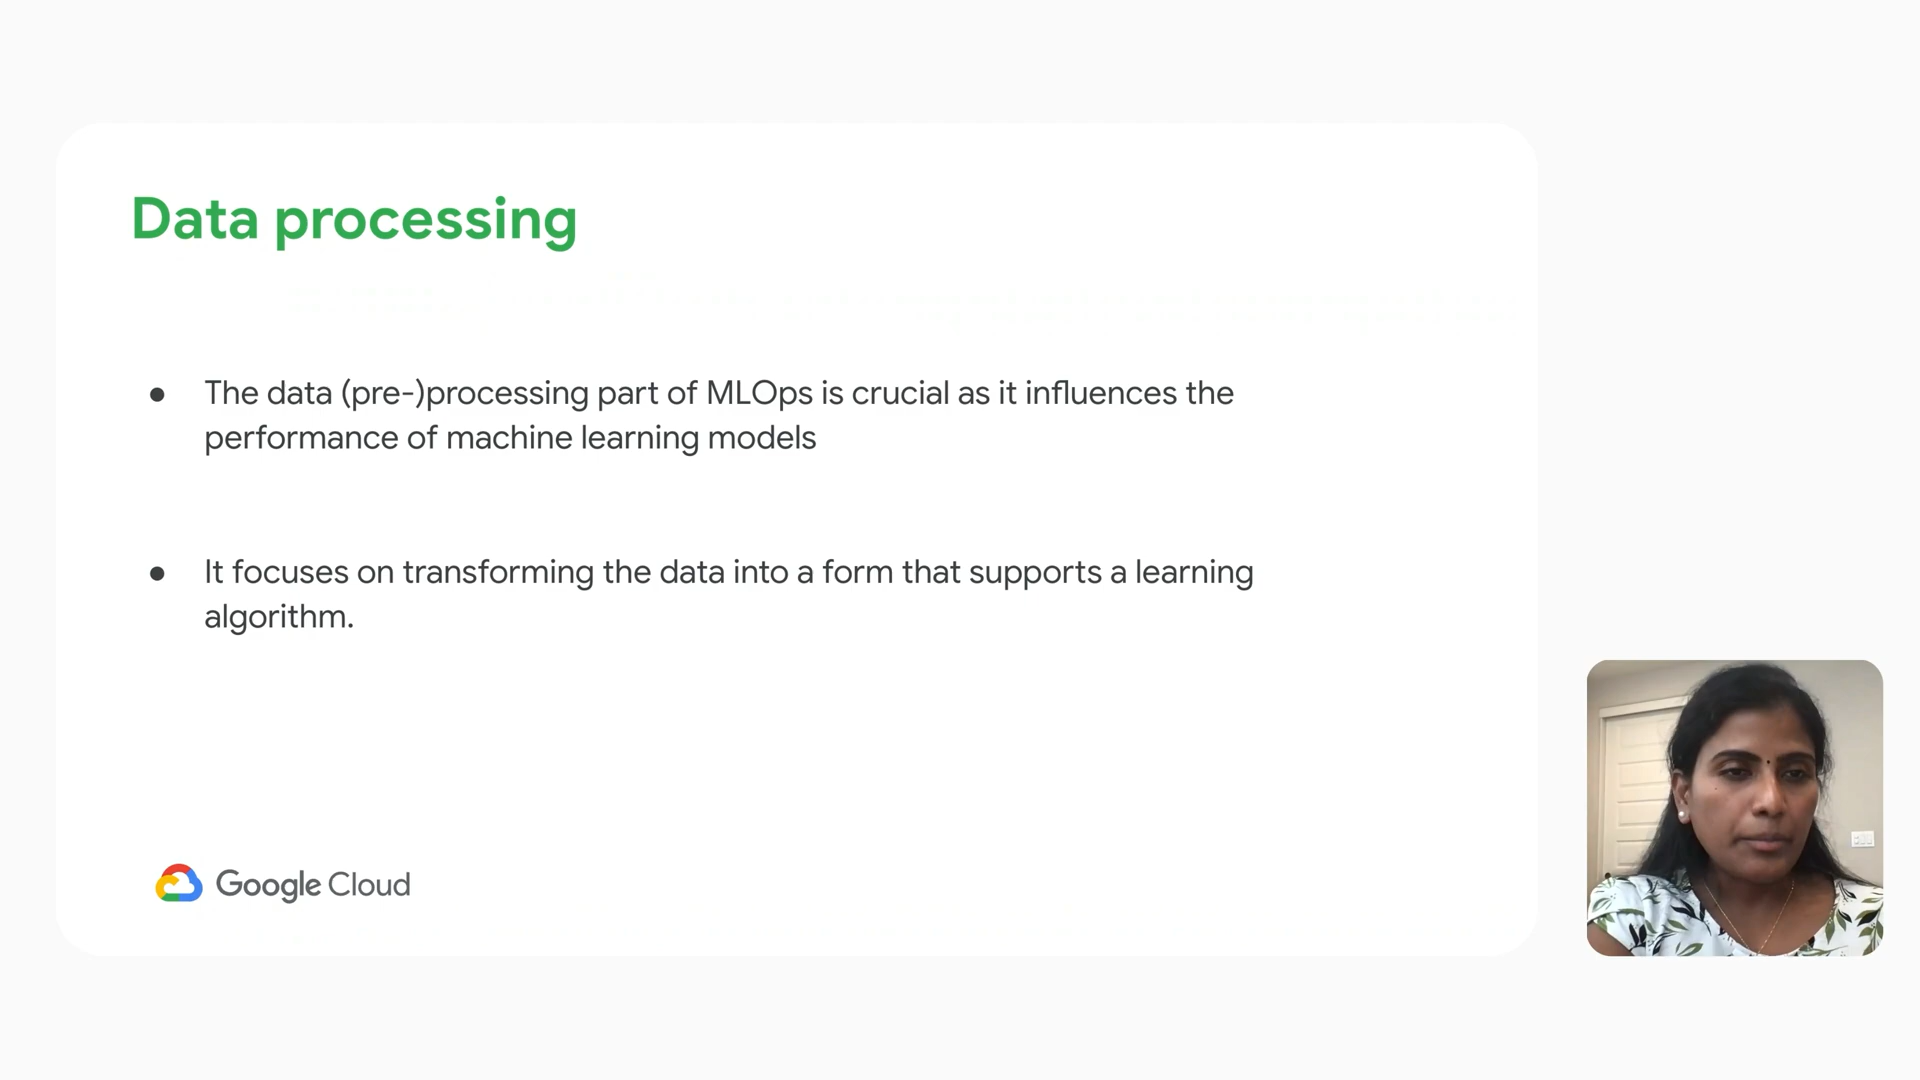 Data processing
● The data (pre-)processing part of MLOps is crucial as it influences the
performance of machine learning models
● It focuses on transforming the data into a form that supports a learning
algorithm.
Google Cloud